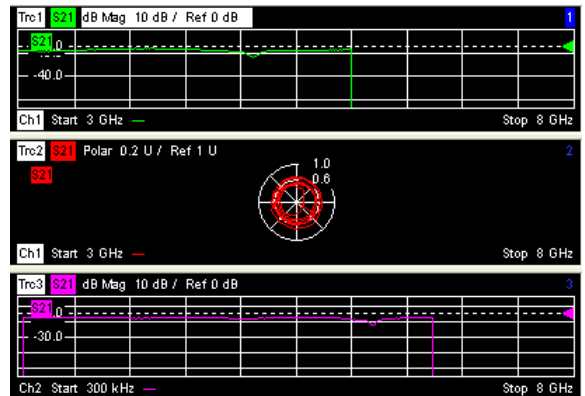 Trc1 S21 dB Mag 10 dB / Ref 0 dB 1
S21 0
-40.0
Ch1 Start 3 GHz — Stop 8 GHz
Trc2 S21 Polar 0.2 U / Ref 1 U 2
S21
1.0
0.6
Ch1 Start 3 GHz — Stop 8 GHz
Trc3 S21 dB Mag 10 dB / Ref 0 dB 3
S21 0
-30.0
Ch2 Start 300 kHz — Stop 8 GHz